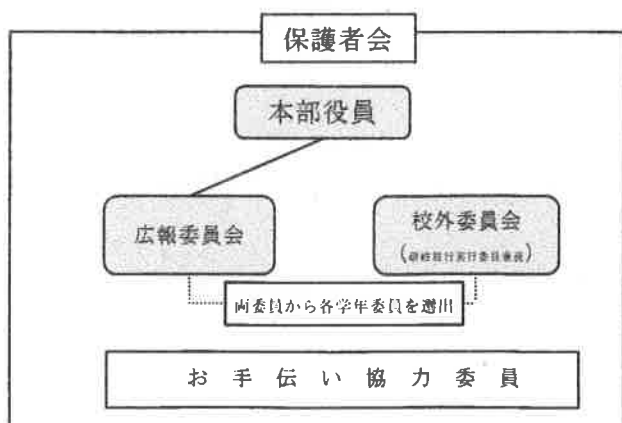 保護者会
本部役員
広報委員会
校外委員会
両委員から各学年委員を選出
お手伝い協力委員